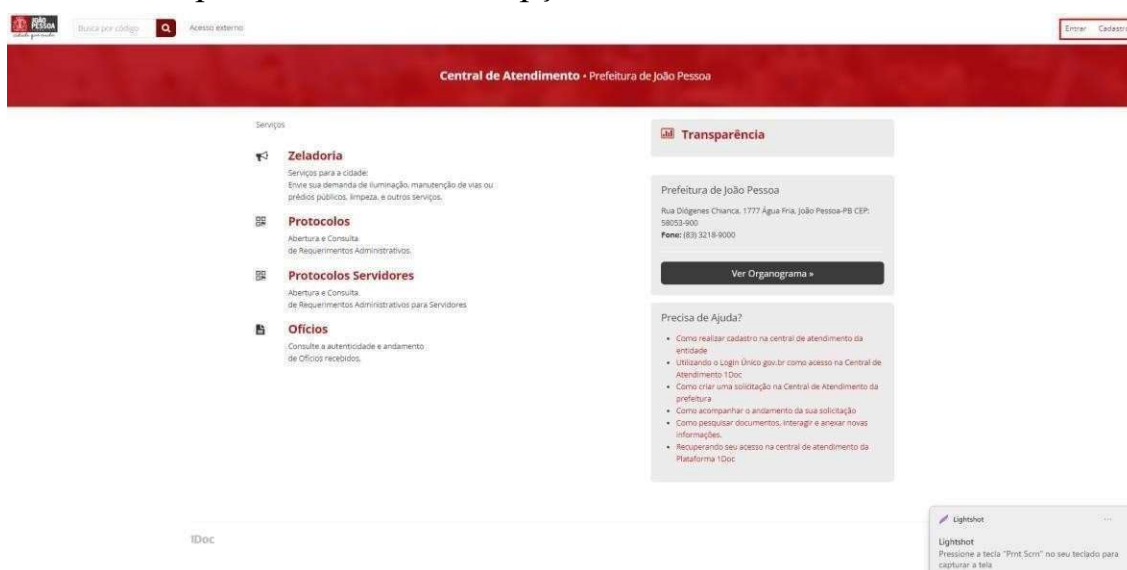 JOÃO
PESSOA
Busca por código
Acesso externo
Entrar Cadastro
Central de Atendimento • Prefeitura de João Pessoa
Serviços
Zeladoria
Serviços para a cidade:
Envie sua demanda de iluminação, manutenção de vias ou
prédios públicos, limpeza, e outros serviços.
Protocolos
Abertura e Consulta
de Requerimentos Administrativos.
Protocolos Servidores
Abertura e Consulta
de Requerimentos Administrativos para Servidores
Ofícios
Consulte a autenticidade e andamento
de Ofícios recebidos.
Transparência
Prefeitura de João Pessoa
Rua Diógenes Chianca, 1777 Água Fria, João Pessoa-PB CEP:
58053-900
Fone: (83) 3218-9000
Ver Organograma »
Precisa de Ajuda?
• Como realizar cadastro na central de atendimento da
entidade
• Utilizando o Login Único gov.br como acesso na Central de
Atendimento 1Doc
• Como criar uma solicitação na Central de Atendimento da
prefeitura
• Como acompanhar o andamento da sua solicitação
• Como pesquisar documentos, interagir e anexar novas
informações.
• Recuperando seu acesso na central de atendimento da
Plataforma 1Doc
1Doc
Lightshot
Lightshot
Pressione a tecla "Prnt Scrn" no seu teclado para
capturar a tela